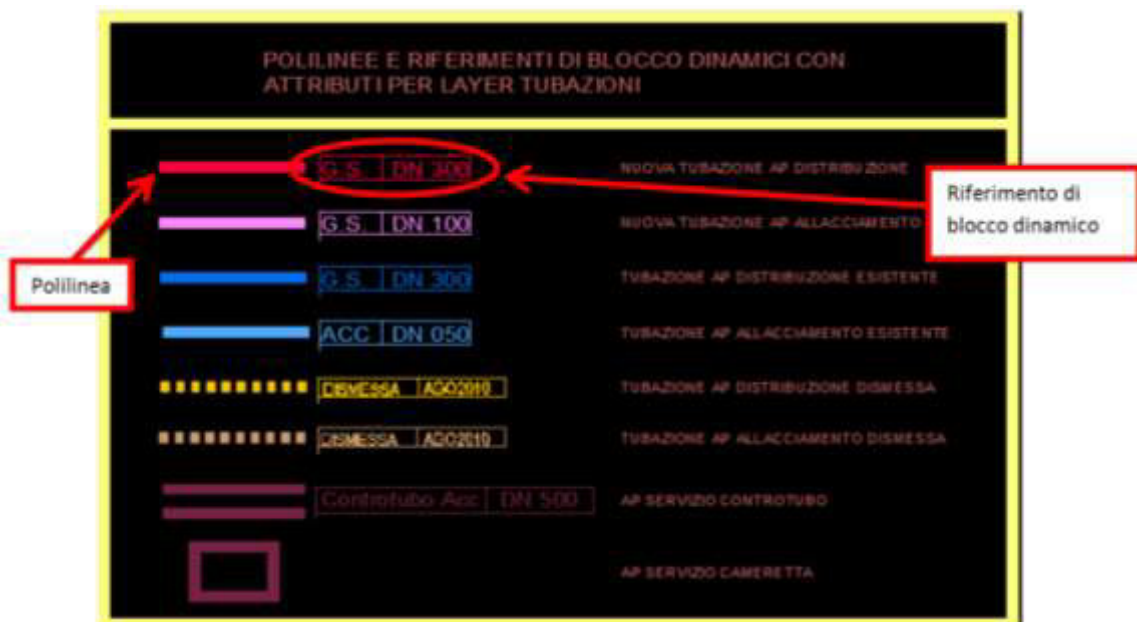 POLILINEE E RIFERIMENTI DI BLOCCO DINAMICI CON
ATTRIBUTI PER LAYER TUBAZIONI
G.S. DN 300 NUOVA TUBAZIONE AP DISTRIBUZIONE
Riferimento di
blocco dinamico
G.S. DN 100 NUOVA TUBAZIONE AP ALLACCIAMENTO
Polilinea
G.S. DN 300 TUBAZIONE AP DISTRIBUZIONE ESISTENTE
ACC DN 050 TUBAZIONE AP ALLACCIAMENTO ESISTENTE
DISMESSA AGO2010 TUBAZIONE AP DISTRIBUZIONE DISMESSA
DISMESSA AGO2010 TUBAZIONE AP ALLACCIAMENTO DISMESSA
Controtubo Acc DN 500 AP SERVIZIO CONTROTUBO
AP SERVIZIO CAMERETTA